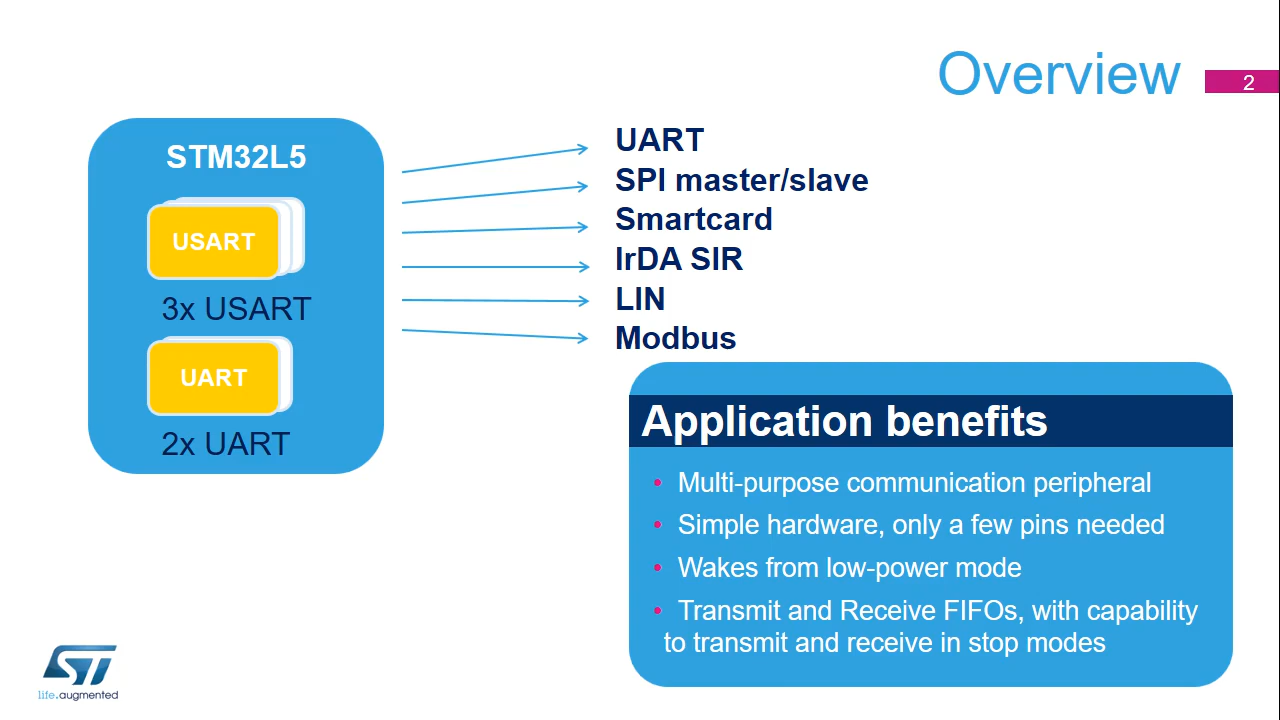 Overview
2
STM32L5
USART
3x USART
UART
2x UART
UART
SPI master/slave
Smartcard
IrDA SIR
LIN
Modbus
Application benefits
• Multi-purpose communication peripheral
• Simple hardware, only a few pins needed
• Wakes from low-power mode
• Transmit and Receive FIFOs, with capability
to transmit and receive in stop modes
ST
life.augmented